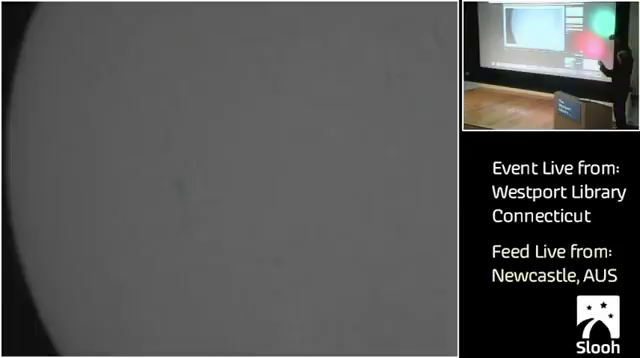 Event Live from:
Westport Library
Connecticut
Feed Live from:
Newcastle, AUS
Slooh